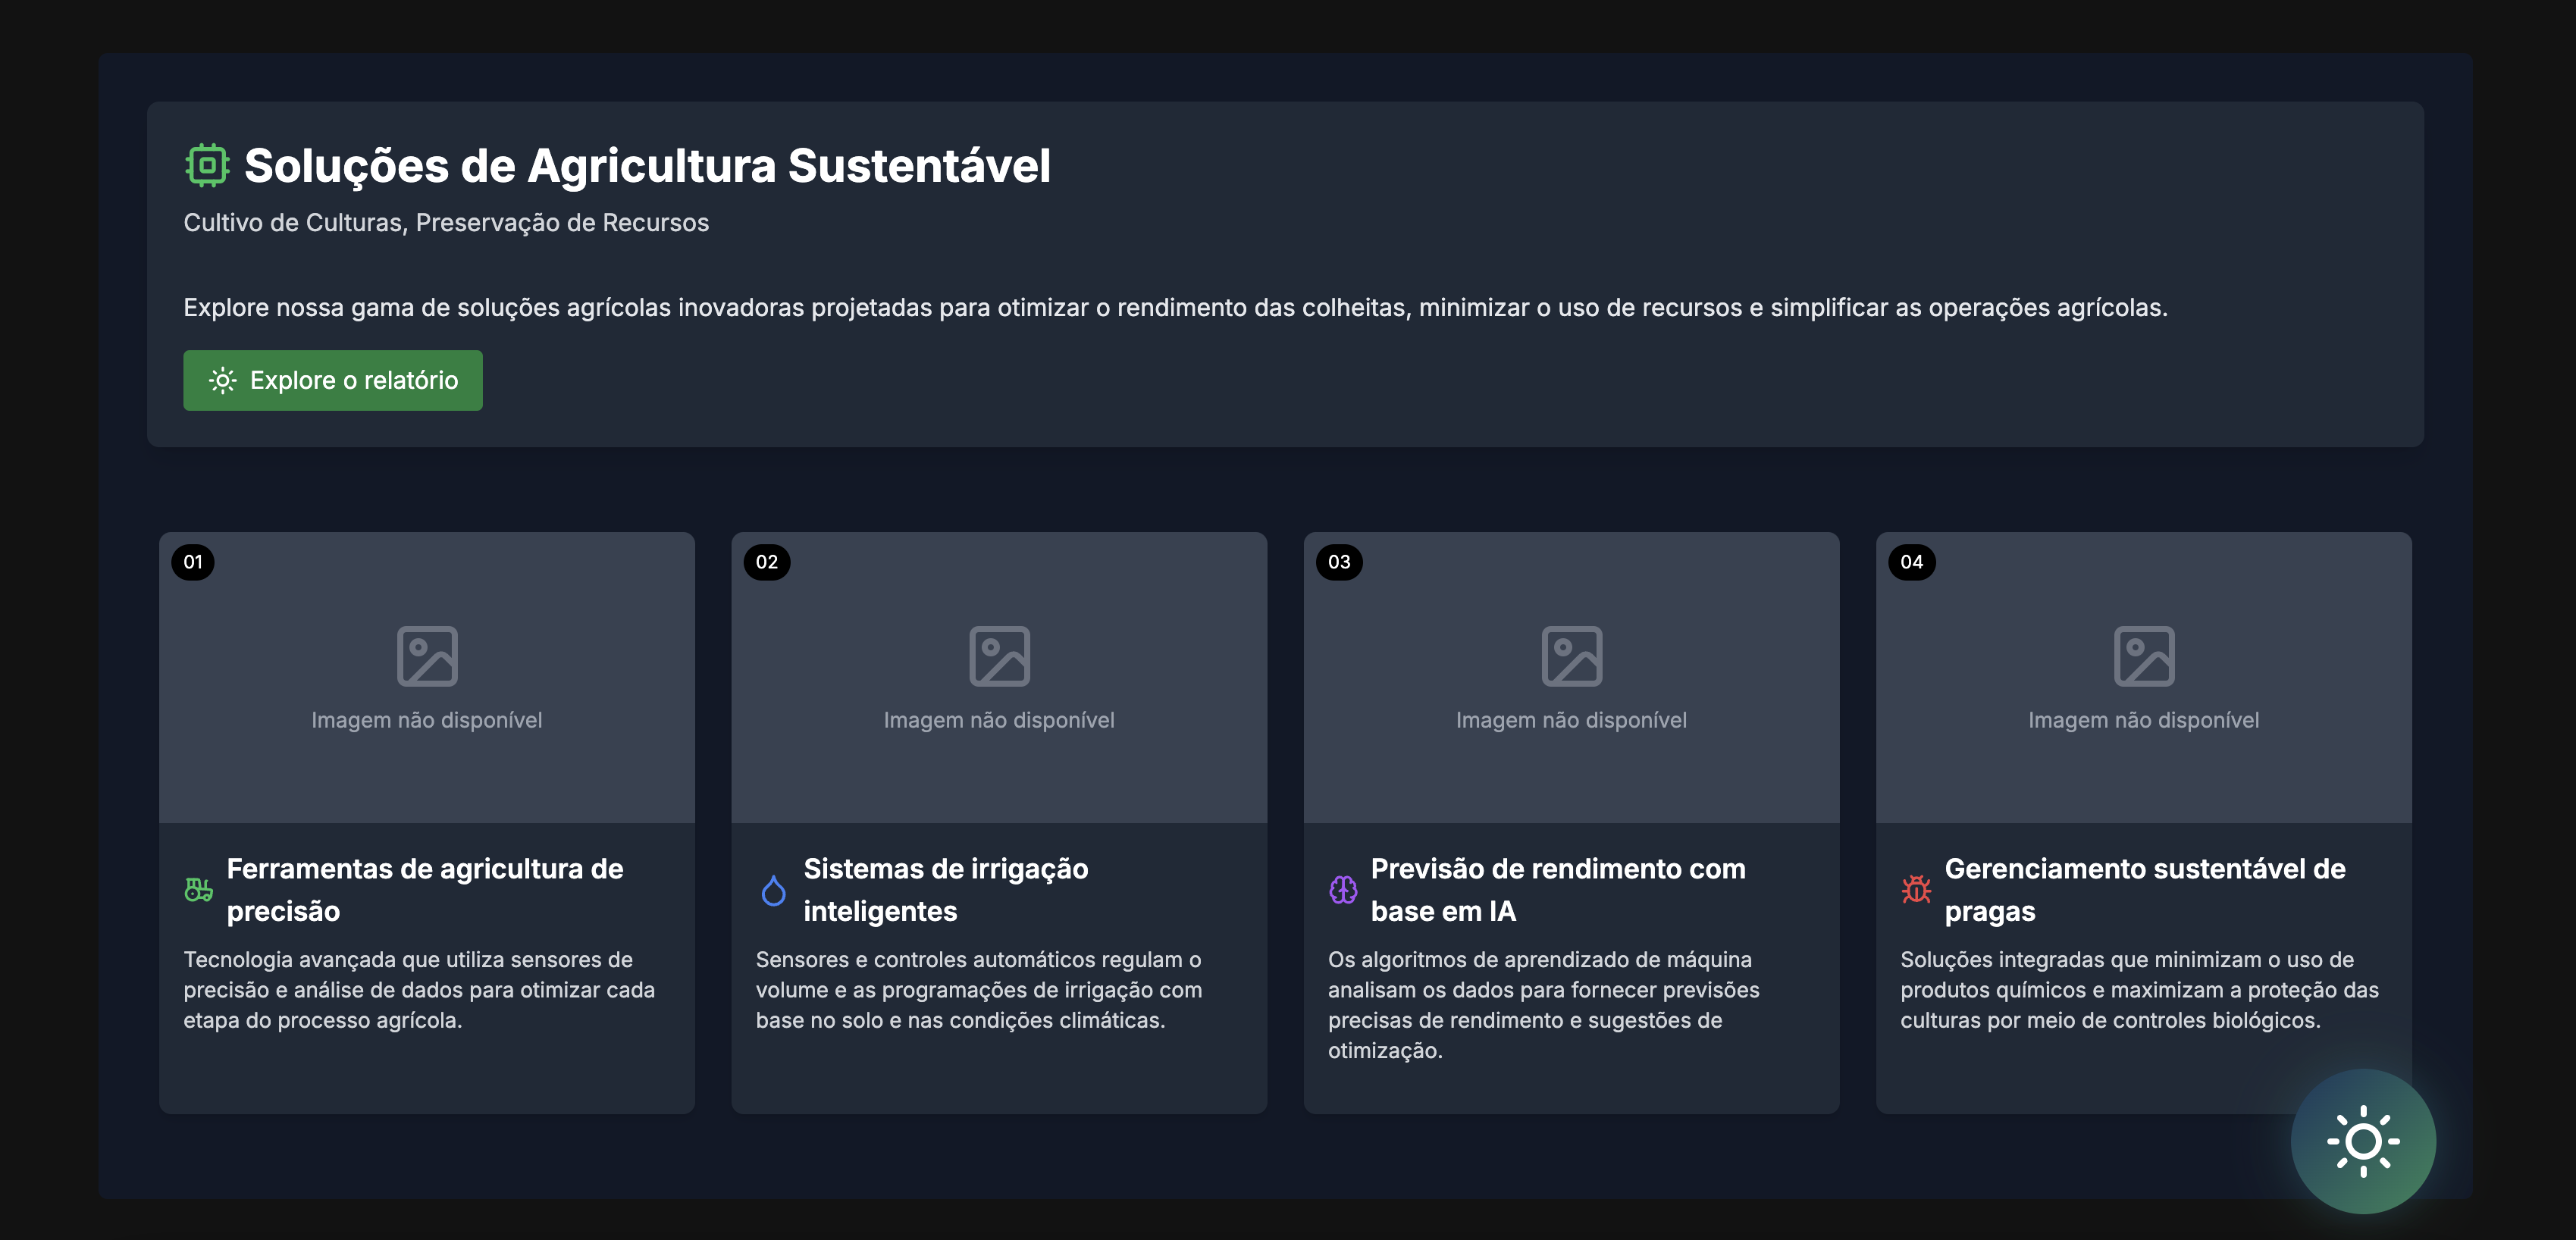 Soluções de Agricultura Sustentável
Cultivo de Culturas, Preservação de Recursos
Explore nossa gama de soluções agrícolas inovadoras projetadas para otimizar o rendimento das colheitas, minimizar o uso de recursos e simplificar as operações agrícolas.
Explore o relatório
01
Imagem não disponível
Ferramentas de agricultura de
precisão
Tecnologia avançada que utiliza sensores de
precisão e análise de dados para otimizar cada
etapa do processo agrícola.
02
Imagem não disponível
Sistemas de irrigação
inteligentes
Sensores e controles automáticos regulam o
volume e as programações de irrigação com
base no solo e nas condições climáticas.
03
Imagem não disponível
Previsão de rendimento com
base em IA
Os algoritmos de aprendizado de máquina
analisam os dados para fornecer previsões
precisas de rendimento e sugestões de
otimização.
04
Imagem não disponível
Gerenciamento sustentável de
pragas
Soluções integradas que minimizam o uso de
produtos químicos e maximizam a proteção das
culturas por meio de controles biológicos.